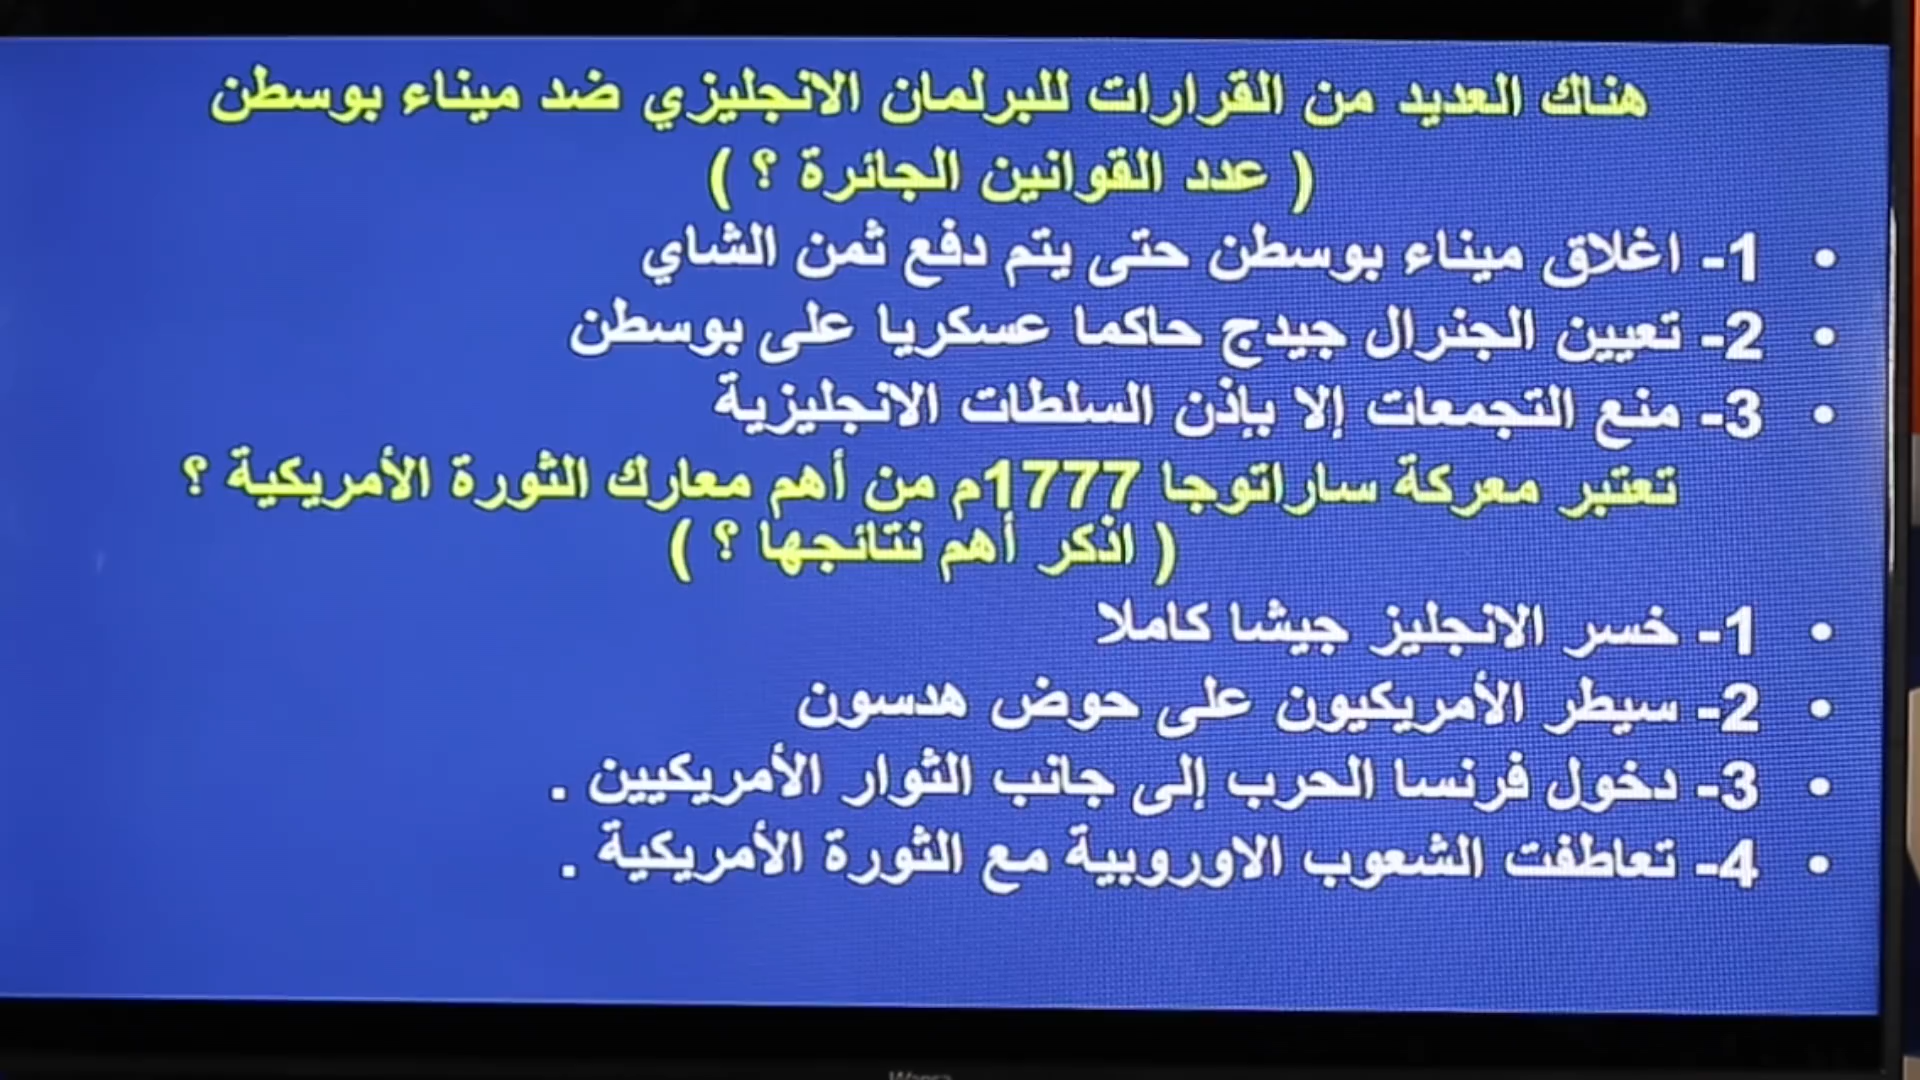 هناك العديد من القرارات للبرلمان الانجليزي ضد ميناء بوسطن
( عدد القوانين الجائرة ؟ )
• 1- اغلاق ميناء بوسطن حتى يتم دفع ثمن الشاي
• 2- تعيين الجنرال جيدج حاكما عسكريا على بوسطن
• 3- منع التجمعات إلا بإذن السلطات الانجليزية
تعتبر معركة ساراتوجا 1777م من أهم معارك الثورة الأمريكية ؟
( اذكر أهم نتائجها ؟ )
• 1- خسر الانجليز جيشا كاملا
• 2- سيطر الأمريكيون على حوض هدسون
• 3- دخول فرنسا الحرب إلى جانب الثوار الأمريكيين .
• 4- تعاطفت الشعوب الاوروبية مع الثورة الأمريكية .